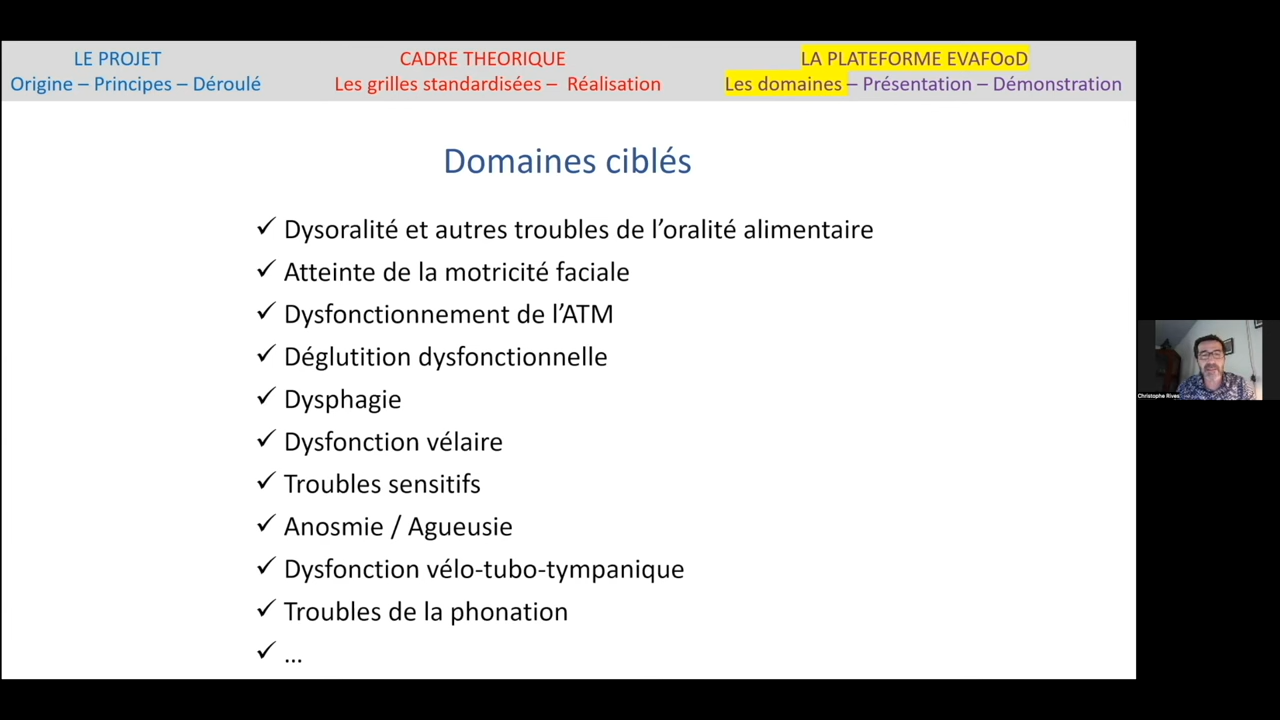 LE PROJET
Origine – Principes – Déroulé
CADRE THEORIQUE
Les grilles standardisées – Réalisation
LA PLATEFORME EVAFOoD
Les domaines – Présentation – Démonstration
Domaines ciblés
✓ Dysoralité et autres troubles de l’oralité alimentaire
✓ Atteinte de la motricité faciale
✓ Dysfonctionnement de l’ATM
✓ Déglutition dysfonctionnelle
✓ Dysphagie
✓ Dysfonction vélaire
✓ Troubles sensitifs
✓ Anosmie / Agueusie
✓ Dysfonction vélo-tubo-tympanique
✓ Troubles de la phonation
✓ ...
Christophe Rives